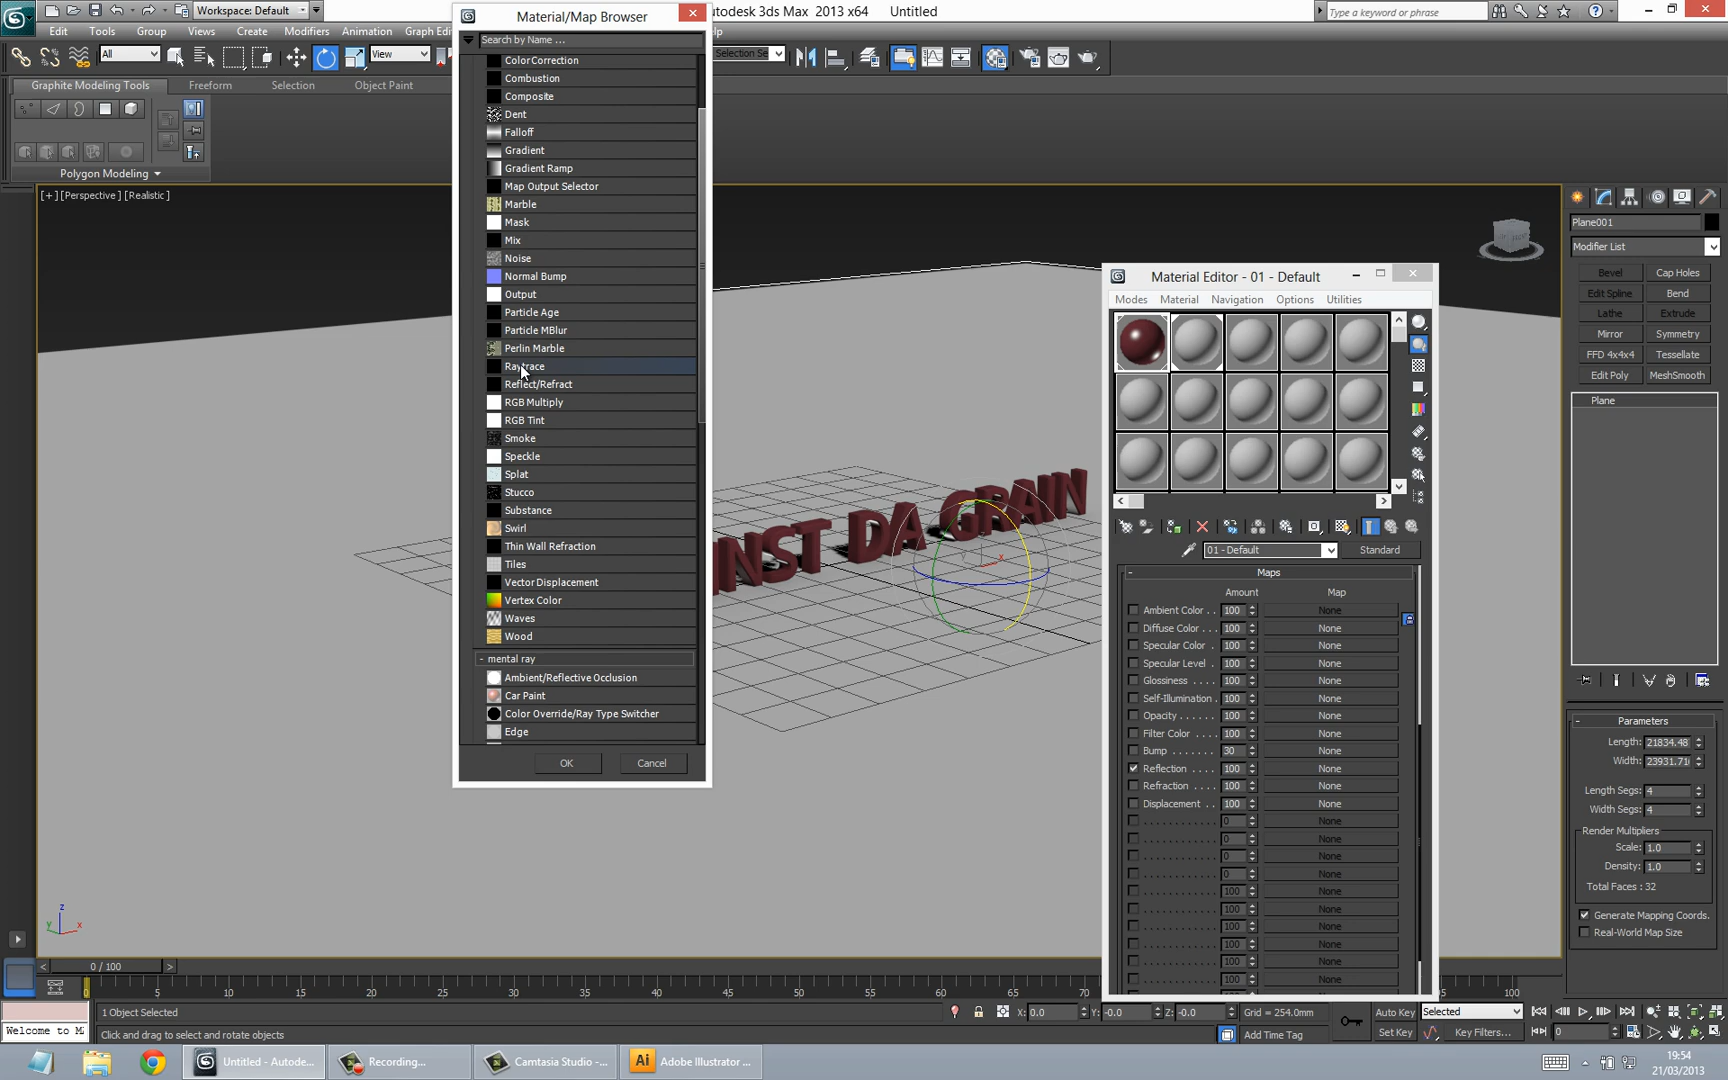 Workspace: Default
Material/Map Browser
utodesk 3ds Max 2013 x64 Untitled
Type a keyword or phrase
Edit Tools Group Views Create Modifiers Animation Graph Edi
Search by Name ...
lp
All
View
Selection Se
Graphite Modeling Tools Freeform Selection Object Paint
Polygon Modeling
[+] [Perspective] [Realistic]
ColorCorrection
Combustion
Composite
Dent
Falloff
Gradient
Gradient Ramp
Map Output Selector
Marble
Mask
Mix
Noise
Normal Bump
Output
Particle Age
Particle MBlur
Perlin Marble
Raytrace
Reflect/Refract
RGB Multiply
RGB Tint
Smoke
Speckle
Splat
Stucco
Substance
Swirl
Thin Wall Refraction
Tiles
Vector Displacement
Vertex Color
Waves
Wood
- mental ray
Ambient/Reflective Occlusion
Car Paint
Color Override/Ray Type Switcher
Edge
OK Cancel
INST DA GRAIN
x
z
y x
Material Editor - 01 - Default
Modes Material Navigation Options Utilities
01 - Default Standard
- Maps
Amount Map
Ambient Color . . 100 None
Diffuse Color . . . 100 None
Specular Color . 100 None
Specular Level . 100 None
Glossiness . . . . 100 None
Self-Illumination . 100 None
Opacity . . . . . . 100 None
Filter Color . . . 100 None
Bump . . . . . . . 30 None
Reflection . . . . 100 None
Refraction . . . . 100 None
Displacement . . 100 None
. . . . . . . . . . . . 0 None
. . . . . . . . . . . . 0 None
. . . . . . . . . . . . 0 None
. . . . . . . . . . . . 0 None
. . . . . . . . . . . . 100 None
. . . . . . . . . . . . 100 None
. . . . . . . . . . . . 100 None
. . . . . . . . . . . . 100 None
. . . . . . . . . . . . 100 None
. . . . . . . . . . . . 100 None
Plane001
Modifier List
Bevel Cap Holes
Edit Spline Bend
Lathe Extrude
Mirror Symmetry
FFD 4x4x4 Tessellate
Edit Poly MeshSmooth
Plane
- Parameters
Length: 21834.48
Width: 23931.71
Length Segs: 4
Width Segs: 4
Render Multipliers
Scale: 1.0
Density: 1.0
Total Faces : 32
Generate Mapping Coords.
Real-World Map Size
< 0 / 100 >
0 5 10 15 20 25 30 35 40 45 50 55 60 65 70 75 80 85 90 95 100
1 Object Selected
X: 0.0 Y: -0.0 Z: -0.0 Grid = 254.0mm
Auto Key Selected
Welcome to M
Click and drag to select and rotate objects
Add Time Tag
Set Key Key Filters... 0
Untitled - Autode...
Recording...
Camtasia Studio -...
Ai Adobe Illustrator ...
19:54
21/03/2013